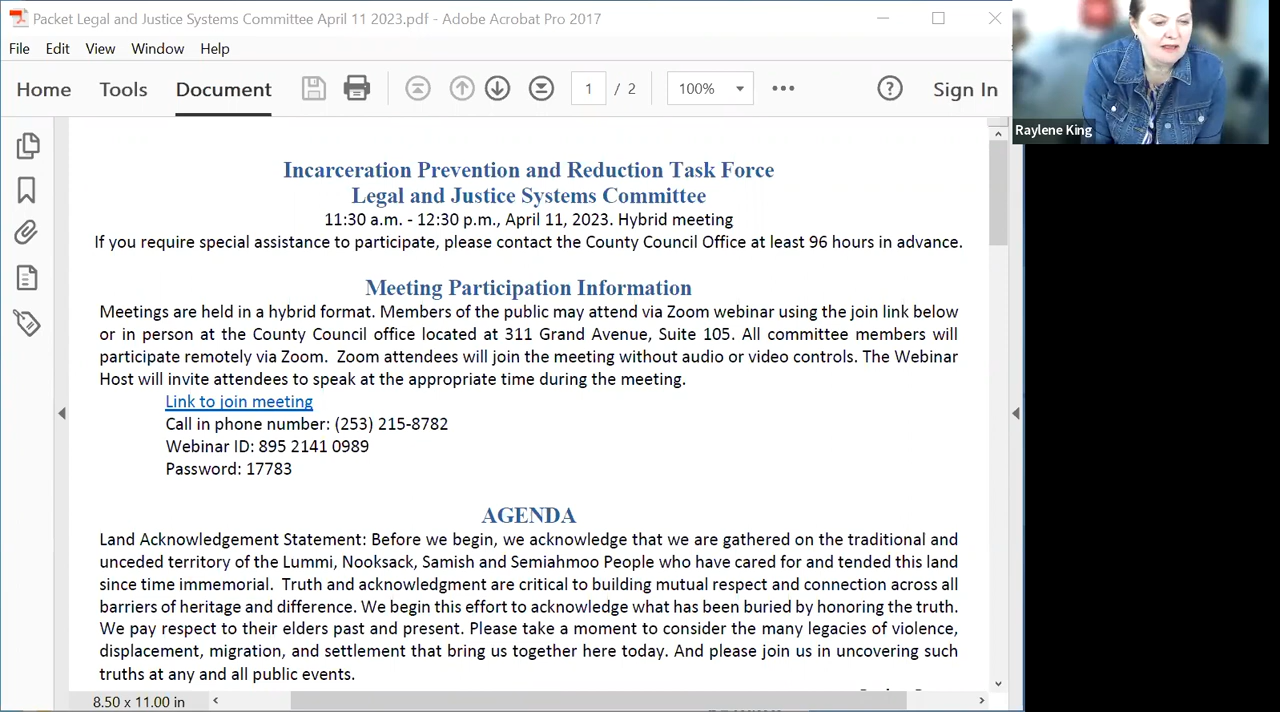 Packet Legal and Justice Systems Committee April 11 2023.pdf - Adobe Acrobat Pro 2017
File Edit View Window Help
Home Tools Document 1 / 2 100% Sign In
Raylene King
Incarceration Prevention and Reduction Task Force
Legal and Justice Systems Committee
11:30 a.m. - 12:30 p.m., April 11, 2023. Hybrid meeting
If you require special assistance to participate, please contact the County Council Office at least 96 hours in advance.
Meeting Participation Information
Meetings are held in a hybrid format. Members of the public may attend via Zoom webinar using the join link below
or in person at the County Council office located at 311 Grand Avenue, Suite 105. All committee members will
participate remotely via Zoom. Zoom attendees will join the meeting without audio or video controls. The Webinar
Host will invite attendees to speak at the appropriate time during the meeting.
Link to join meeting
Call in phone number: (253) 215-8782
Webinar ID: 895 2141 0989
Password: 17783
AGENDA
Land Acknowledgement Statement: Before we begin, we acknowledge that we are gathered on the traditional and
unceded territory of the Lummi, Nooksack, Samish and Semiahmoo People who have cared for and tended this land
since time immemorial. Truth and acknowledgment are critical to building mutual respect and connection across all
barriers of heritage and difference. We begin this effort to acknowledge what has been buried by honoring the truth.
We pay respect to their elders past and present. Please take a moment to consider the many legacies of violence,
displacement, migration, and settlement that bring us together here today. And please join us in uncovering such
truths at any and all public events.
8.50 x 11.00 in